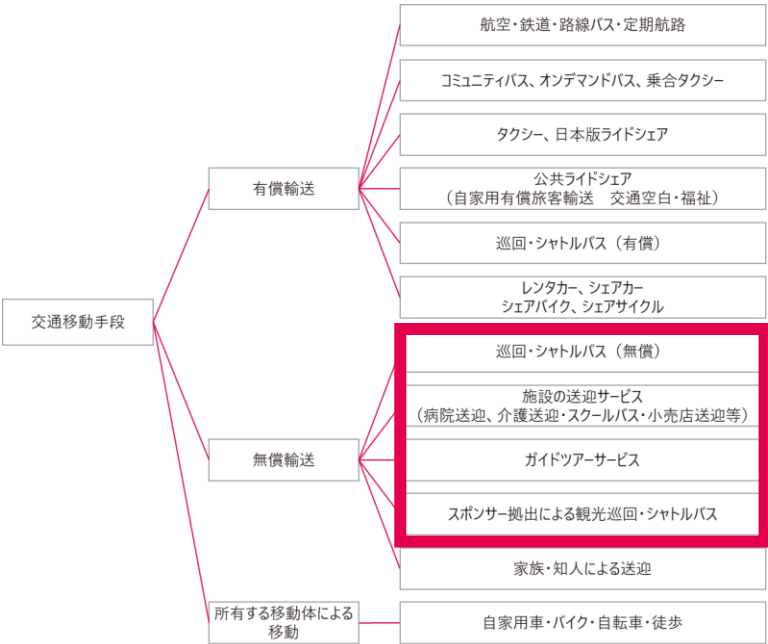 航空・鉄道・路線バス・定期航路
コミュニティバス、オンデマンドバス、乗合タクシー
タクシー、日本版ライドシェア
有償輸送
公共ライドシェア
（自家用有償旅客輸送　交通空白・福祉）
巡回・シャトルバス（有償）
レンタカー、シェアカー
シェアバイク、シェアサイクル
交通移動手段
巡回・シャトルバス（無償）
施設の送迎サービス
（病院送迎、介護送迎・スクールバス・小売店送迎等）
無償輸送
ガイドツアーサービス
スポンサー拠出による観光巡回・シャトルバス
家族・知人による送迎
所有する移動体による
移動
自家用車・バイク・自転車・徒歩